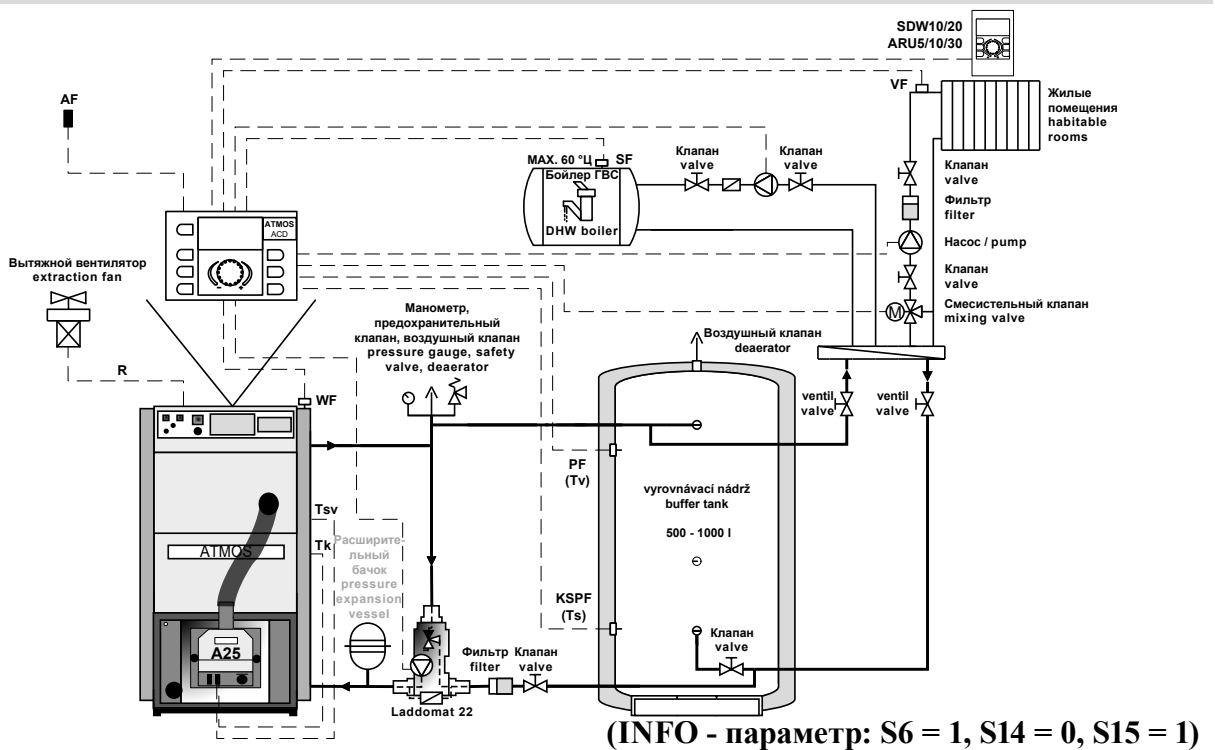 SDW10/20
ARU5/10/30
VF
AF
Жилые
помещения
habitable
rooms
MAX. 60 °Ц
SF
Клапан
valve
Клапан
valve
Бойлер ГВС
DHW boiler
Клапан
valve
Фильтр
filter
Насос / pump
Клапан
valve
ATMOS
ACD
Вытяжной вентилятор
extraction fan
M
Смесистельный клапан
mixing valve
Манометр,
предохранительный
клапан, воздушный клапан
pressure gauge, safety
valve, deaerator
Воздушный клапан
deaerator
R
WF
ventil
valve
ventil
valve
PF
(Tv)
vyrovnávací nádrž
buffer tank
500 - 1000 l
Tsv
Tk
ATMOS
Расширите-
льный
бачок
pressure
expansion
vessel
KSPF
(Ts)
A25
Фильтр
filter
Клапан
valve
Клапан
valve
Laddomat 22
(INFO - параметр: S6 = 1, S14 = 0, S15 = 1)